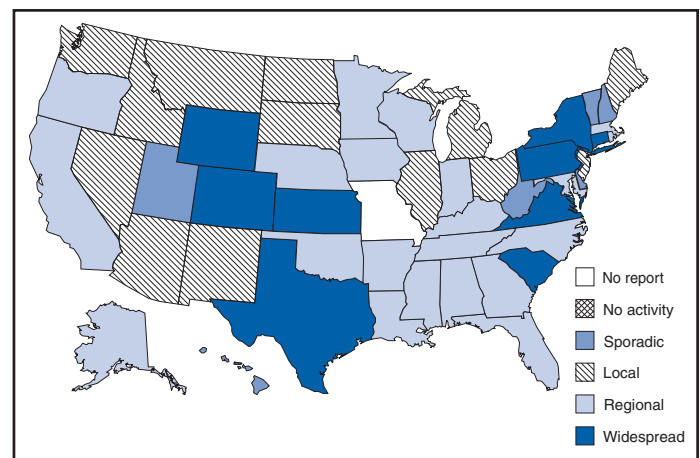 No report
No activity
Sporadic
Local
Regional
Widespread